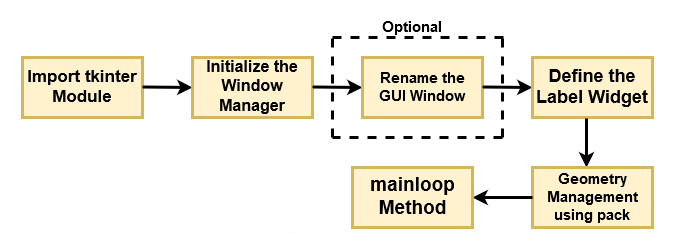 Optional
Import tkinter
Module
Initialize the
Window
Manager
Rename the
GUI Window
Define the
Label Widget
Geometry
Management
using pack
mainloop
Method